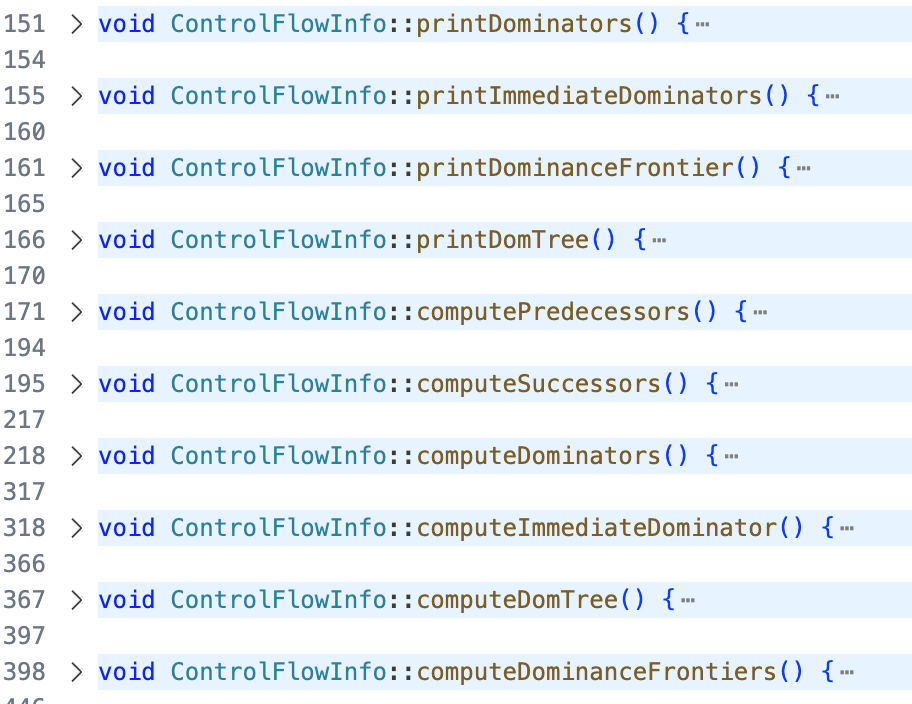 151 > void ControlFlowInfo::printDominators() {…
154
155 > void ControlFlowInfo::printImmediateDominators() {…
160
161 > void ControlFlowInfo::printDominanceFrontier() {…
165
166 > void ControlFlowInfo::printDomTree() {…
170
171 > void ControlFlowInfo::computePredecessors() {…
194
195 > void ControlFlowInfo::computeSuccessors() {…
217
218 > void ControlFlowInfo::computeDominators() {…
317
318 > void ControlFlowInfo::computeImmediateDominator() {…
366
367 > void ControlFlowInfo::computeDomTree() {…
397
398 > void ControlFlowInfo::computeDominanceFrontiers() {…